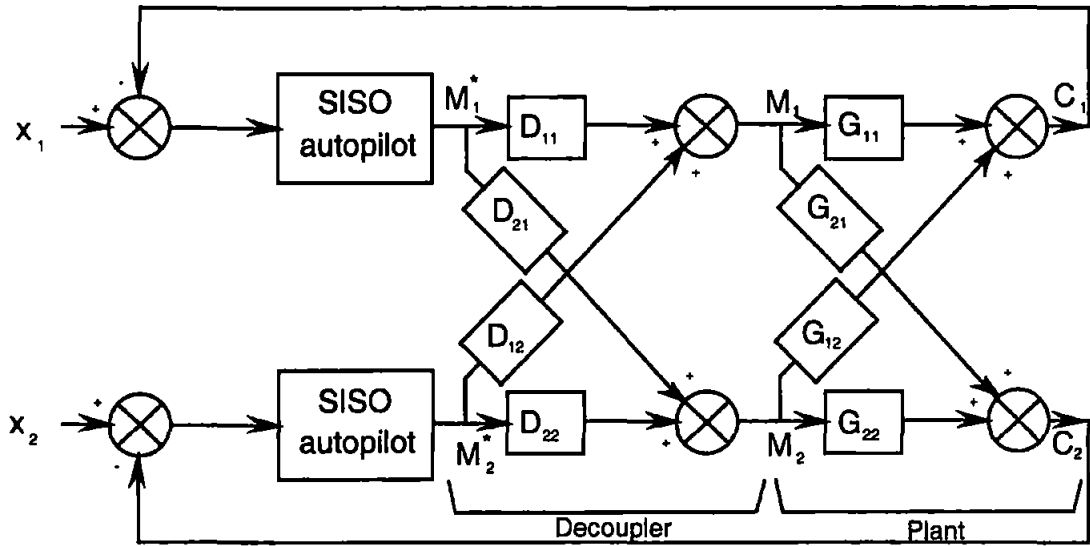 x₁
SISO
autopilot
M₁*
D₁₁
D₂₁
D₁₂
M₁
G₁₁
G₂₁
G₁₂
C₁
x₂
SISO
autopilot
M₂*
D₂₂
M₂
G₂₂
C₂
Decoupler
Plant